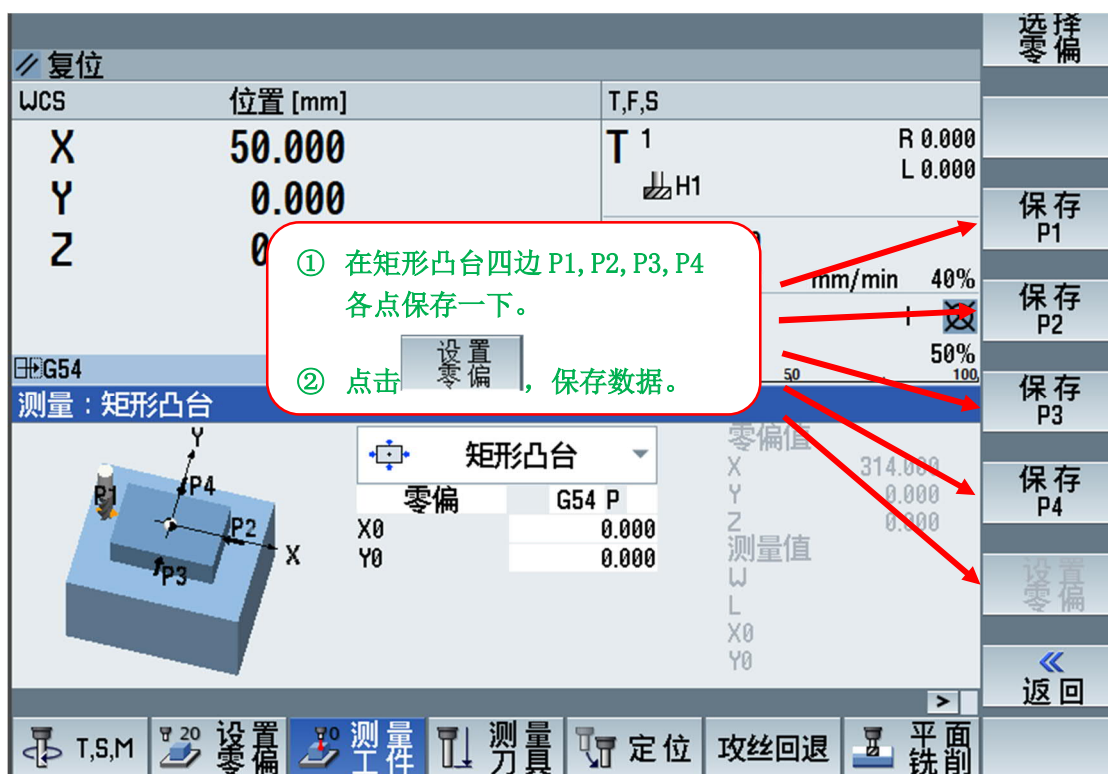 选择
零偏
复位
WCS 位置 [mm] T,F,S
X 50.000
Y 0.000
Z 0
T 1 R 0.000
L 0.000
H1
mm/min 40%
50%
50 100
G54
① 在矩形凸台四边 P1,P2,P3,P4
各点保存一下。
② 点击 设置
零偏 ，保存数据。
测量：矩形凸台
Y
P1
P4
P2
X
P3
矩形凸台
零偏 G54 P
X0 0.000
Y0 0.000
零偏值
X 314.000
Y 0.000
Z 0.000
测量值
W
L
X0
Y0
保存
P1
保存
P2
保存
P3
保存
P4
设置
零偏
返回
>
T,S,M
20 设置
零偏
测量
工件
测量
刀具
定位
攻丝回退
平面
铣削